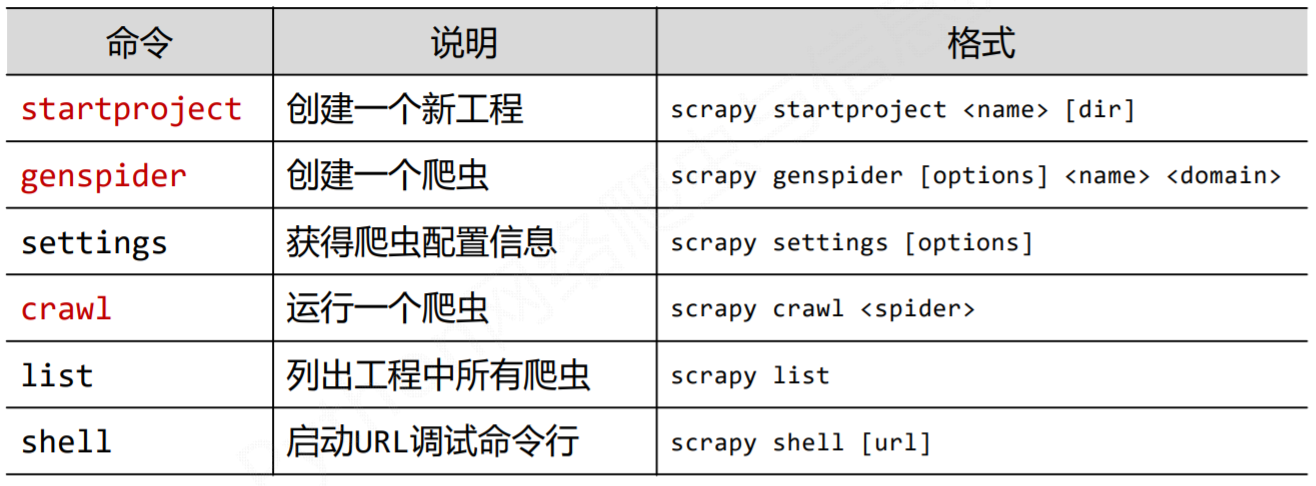 命令 说明 格式
startproject 创建一个新工程 scrapy startproject <name> [dir]
genspider 创建一个爬虫 scrapy genspider [options] <name> <domain>
settings 获得爬虫配置信息 scrapy settings [options]
crawl 运行一个爬虫 scrapy crawl <spider>
list 列出工程中所有爬虫 scrapy list
shell 启动URL调试命令行 scrapy shell [url]